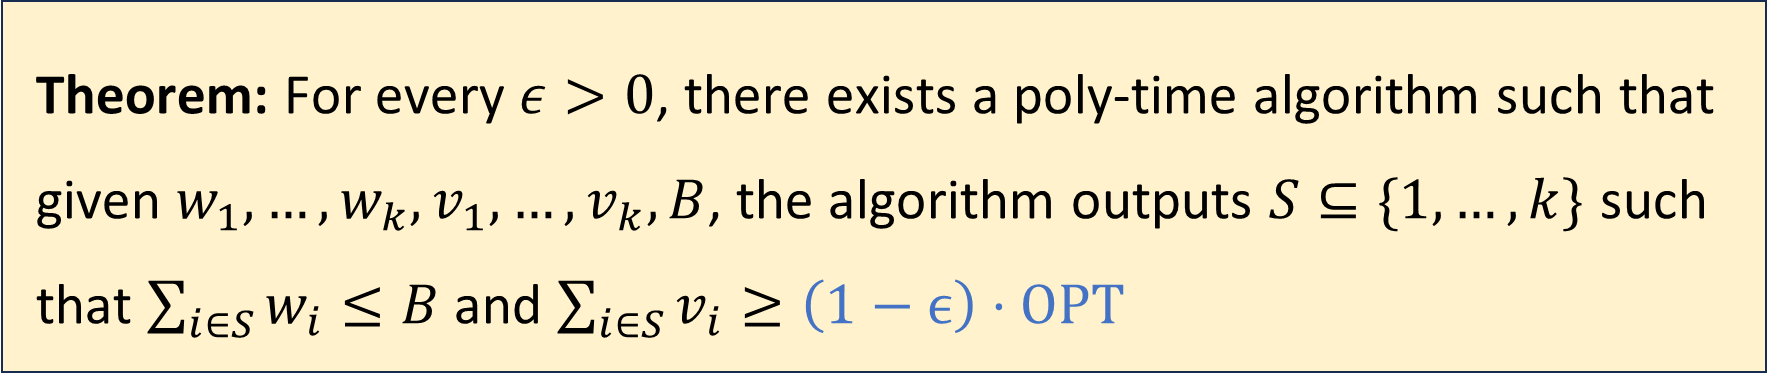 Theorem: For every ϵ > 0, there exists a poly-time algorithm such that
given w₁, … , wₖ, v₁, … , vₖ, B, the algorithm outputs S ⊆ {1, … , k} such
that ∑ᵢ∈S wᵢ ≤ B and ∑ᵢ∈S vᵢ ≥ (1 − ϵ) · OPT